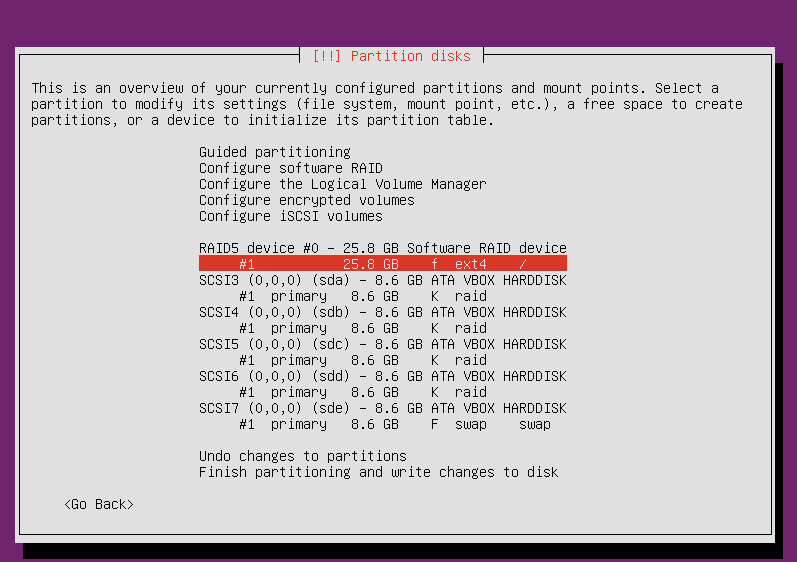 [!!] Partition disks
This is an overview of your currently configured partitions and mount points. Select a
partition to modify its settings (file system, mount point, etc.), a free space to create
partitions, or a device to initialize its partition table.
Guided partitioning
Configure software RAID
Configure the Logical Volume Manager
Configure encrypted volumes
Configure iSCSI volumes
RAID5 device #0 – 25.8 GB Software RAID device
#1 25.8 GB f ext4 /
SCSI3 (0,0,0) (sda) – 8.6 GB ATA VBOX HARDDISK
#1 primary 8.6 GB K raid
SCSI4 (0,0,0) (sdb) – 8.6 GB ATA VBOX HARDDISK
#1 primary 8.6 GB K raid
SCSI5 (0,0,0) (sdc) – 8.6 GB ATA VBOX HARDDISK
#1 primary 8.6 GB K raid
SCSI6 (0,0,0) (sdd) – 8.6 GB ATA VBOX HARDDISK
#1 primary 8.6 GB K raid
SCSI7 (0,0,0) (sde) – 8.6 GB ATA VBOX HARDDISK
#1 primary 8.6 GB F swap swap
Undo changes to partitions
Finish partitioning and write changes to disk
<Go Back>